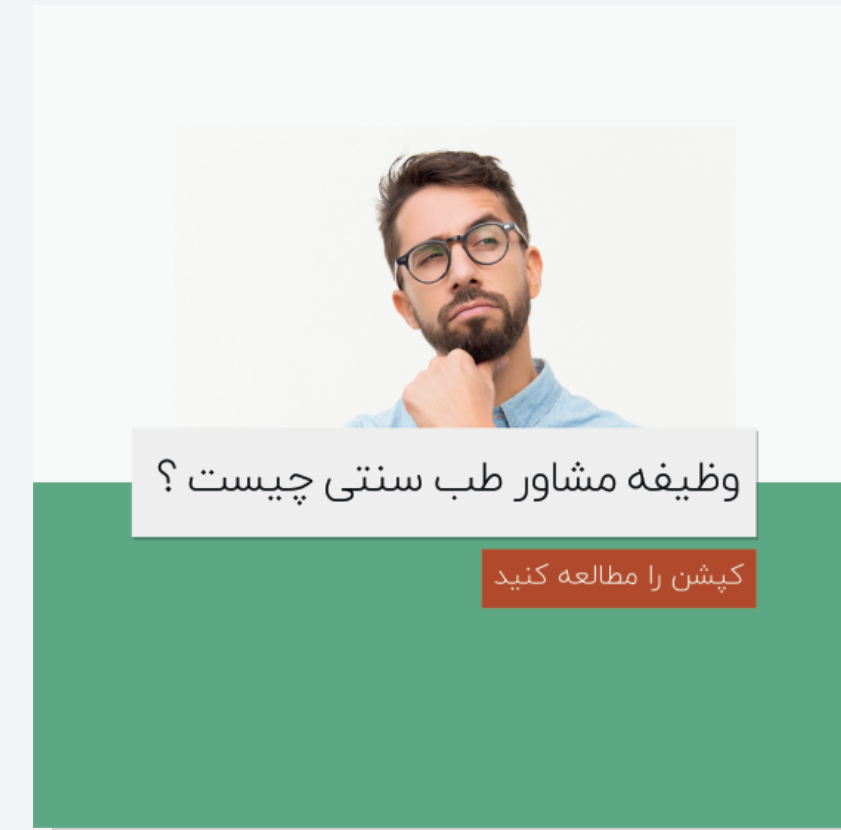 وظیفه مشاور طب سنتی چیست ؟
کپشن را مطالعه کنید